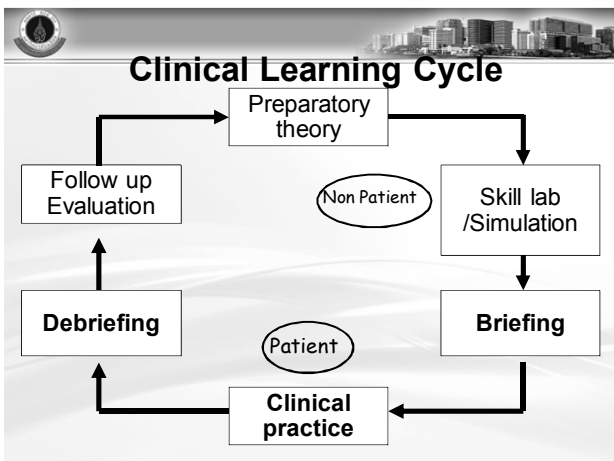 Clinical Learning Cycle
Preparatory
theory
Follow up
Evaluation
Non Patient
Skill lab
/Simulation
Debriefing
Briefing
Patient
Clinical
practice